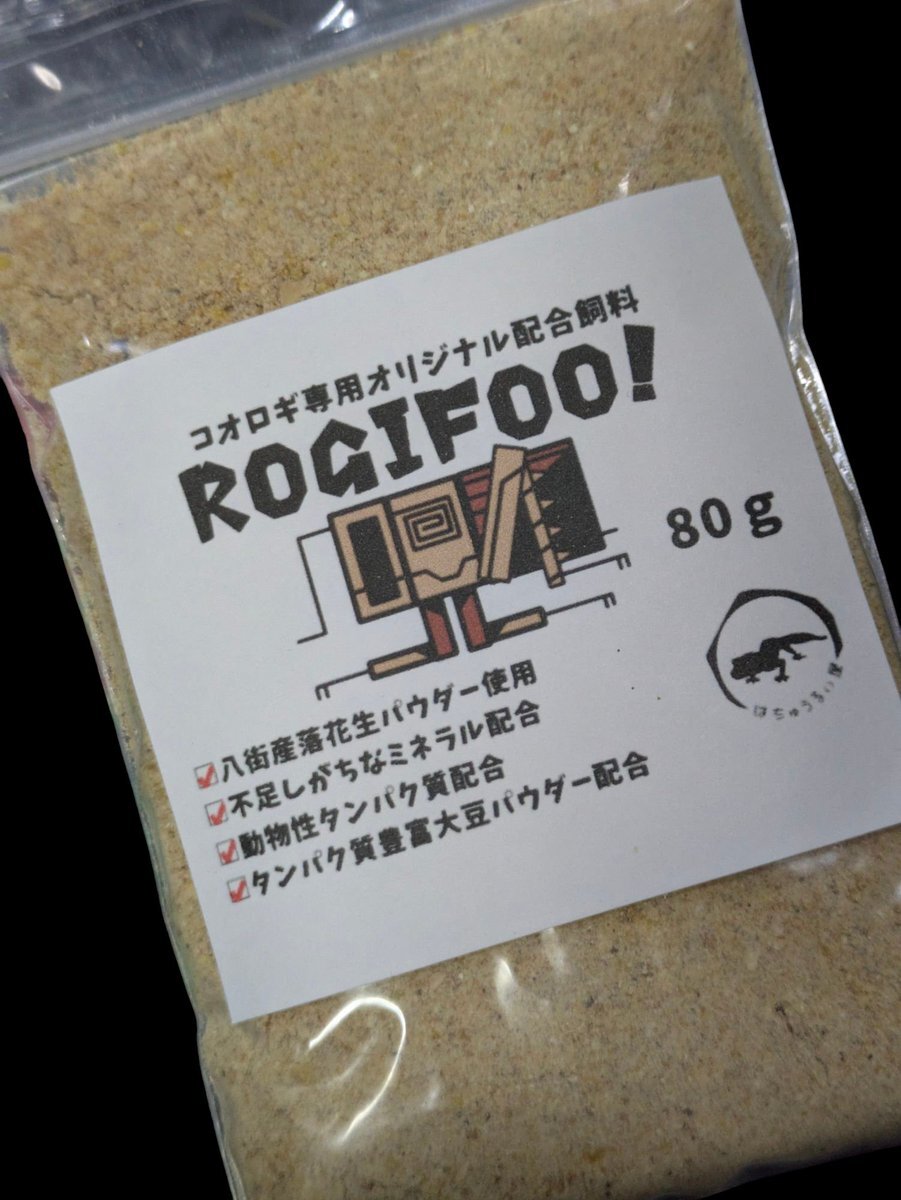 コオロギ専用オリジナル配合飼料
ROGIFOO!
80g
☑八街産落花生パウダー使用
☑不足しがちなミネラル配合
☑動物性タンパク質配合
☑タンパク質豊富大豆パウダー配合